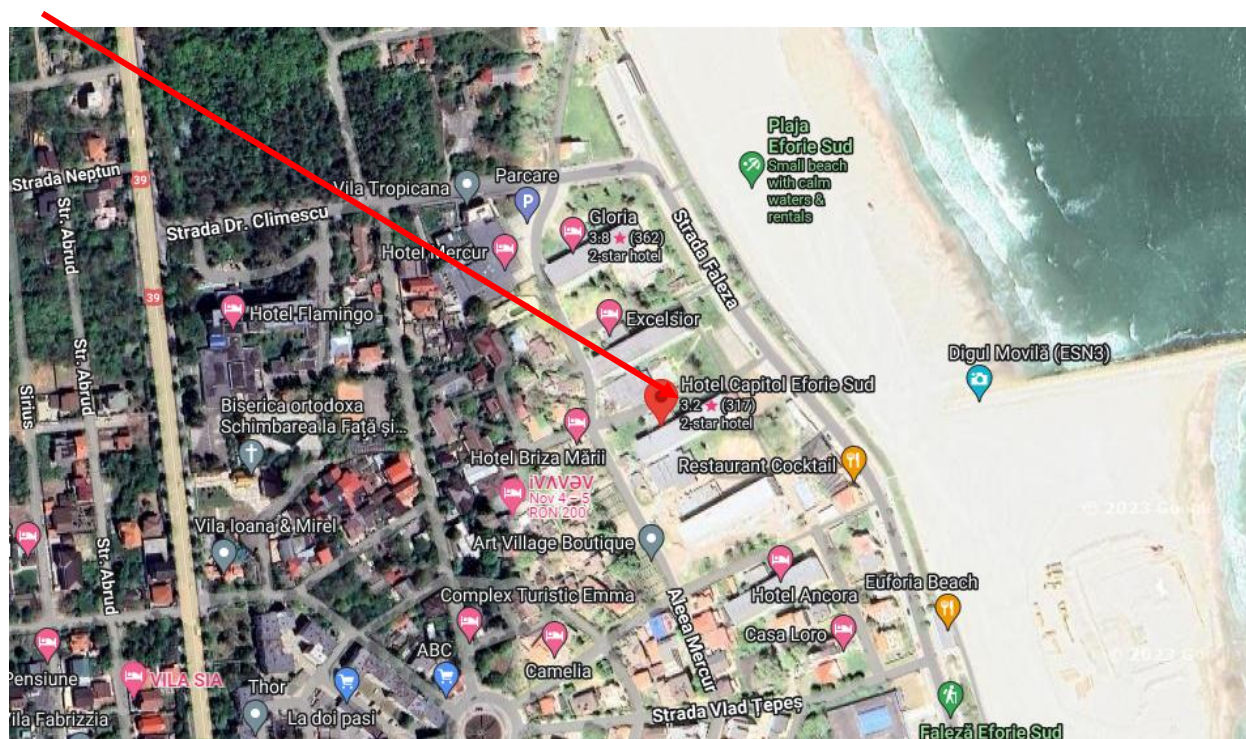 Plaja
Eforie Sud
Small beach
with calm
waters &
rentals
Strada Neptun
39
Str. Abrud
Vila Tropicana
Parcare
P
Strada Dr. Climescu
Gloria
3.8 ★ (362)
2-star hotel
Strada Faleza
Hotel Mercur
39
Hotel Flamingo
Excelsior
Digul Movilă (ESN3)
Str. Abrud
Sirius
Hotel Capitol Eforie Sud
3.2 ★ (317)
2-star hotel
Biserica ortodoxa
Schimbarea la Față și...
Hotel Briza Mării
Restaurant Cocktail
iVΛVƏV
Nov 4 – 5
RON 200
© 2023 Google
Vila Ioana & Mirel
Art Village Boutique
Str. Abrud
Hotel Ancora
Euforia Beach
Complex Turistic Emma
Aleea Mercur
Casa Loro
Pensiune
ABC
Camelia
© 2023 Go
VILA SIA
Thor
La doi pasi
Strada Vlad Țepeș
Vila Fabrizzia
Faleză Eforie Sud